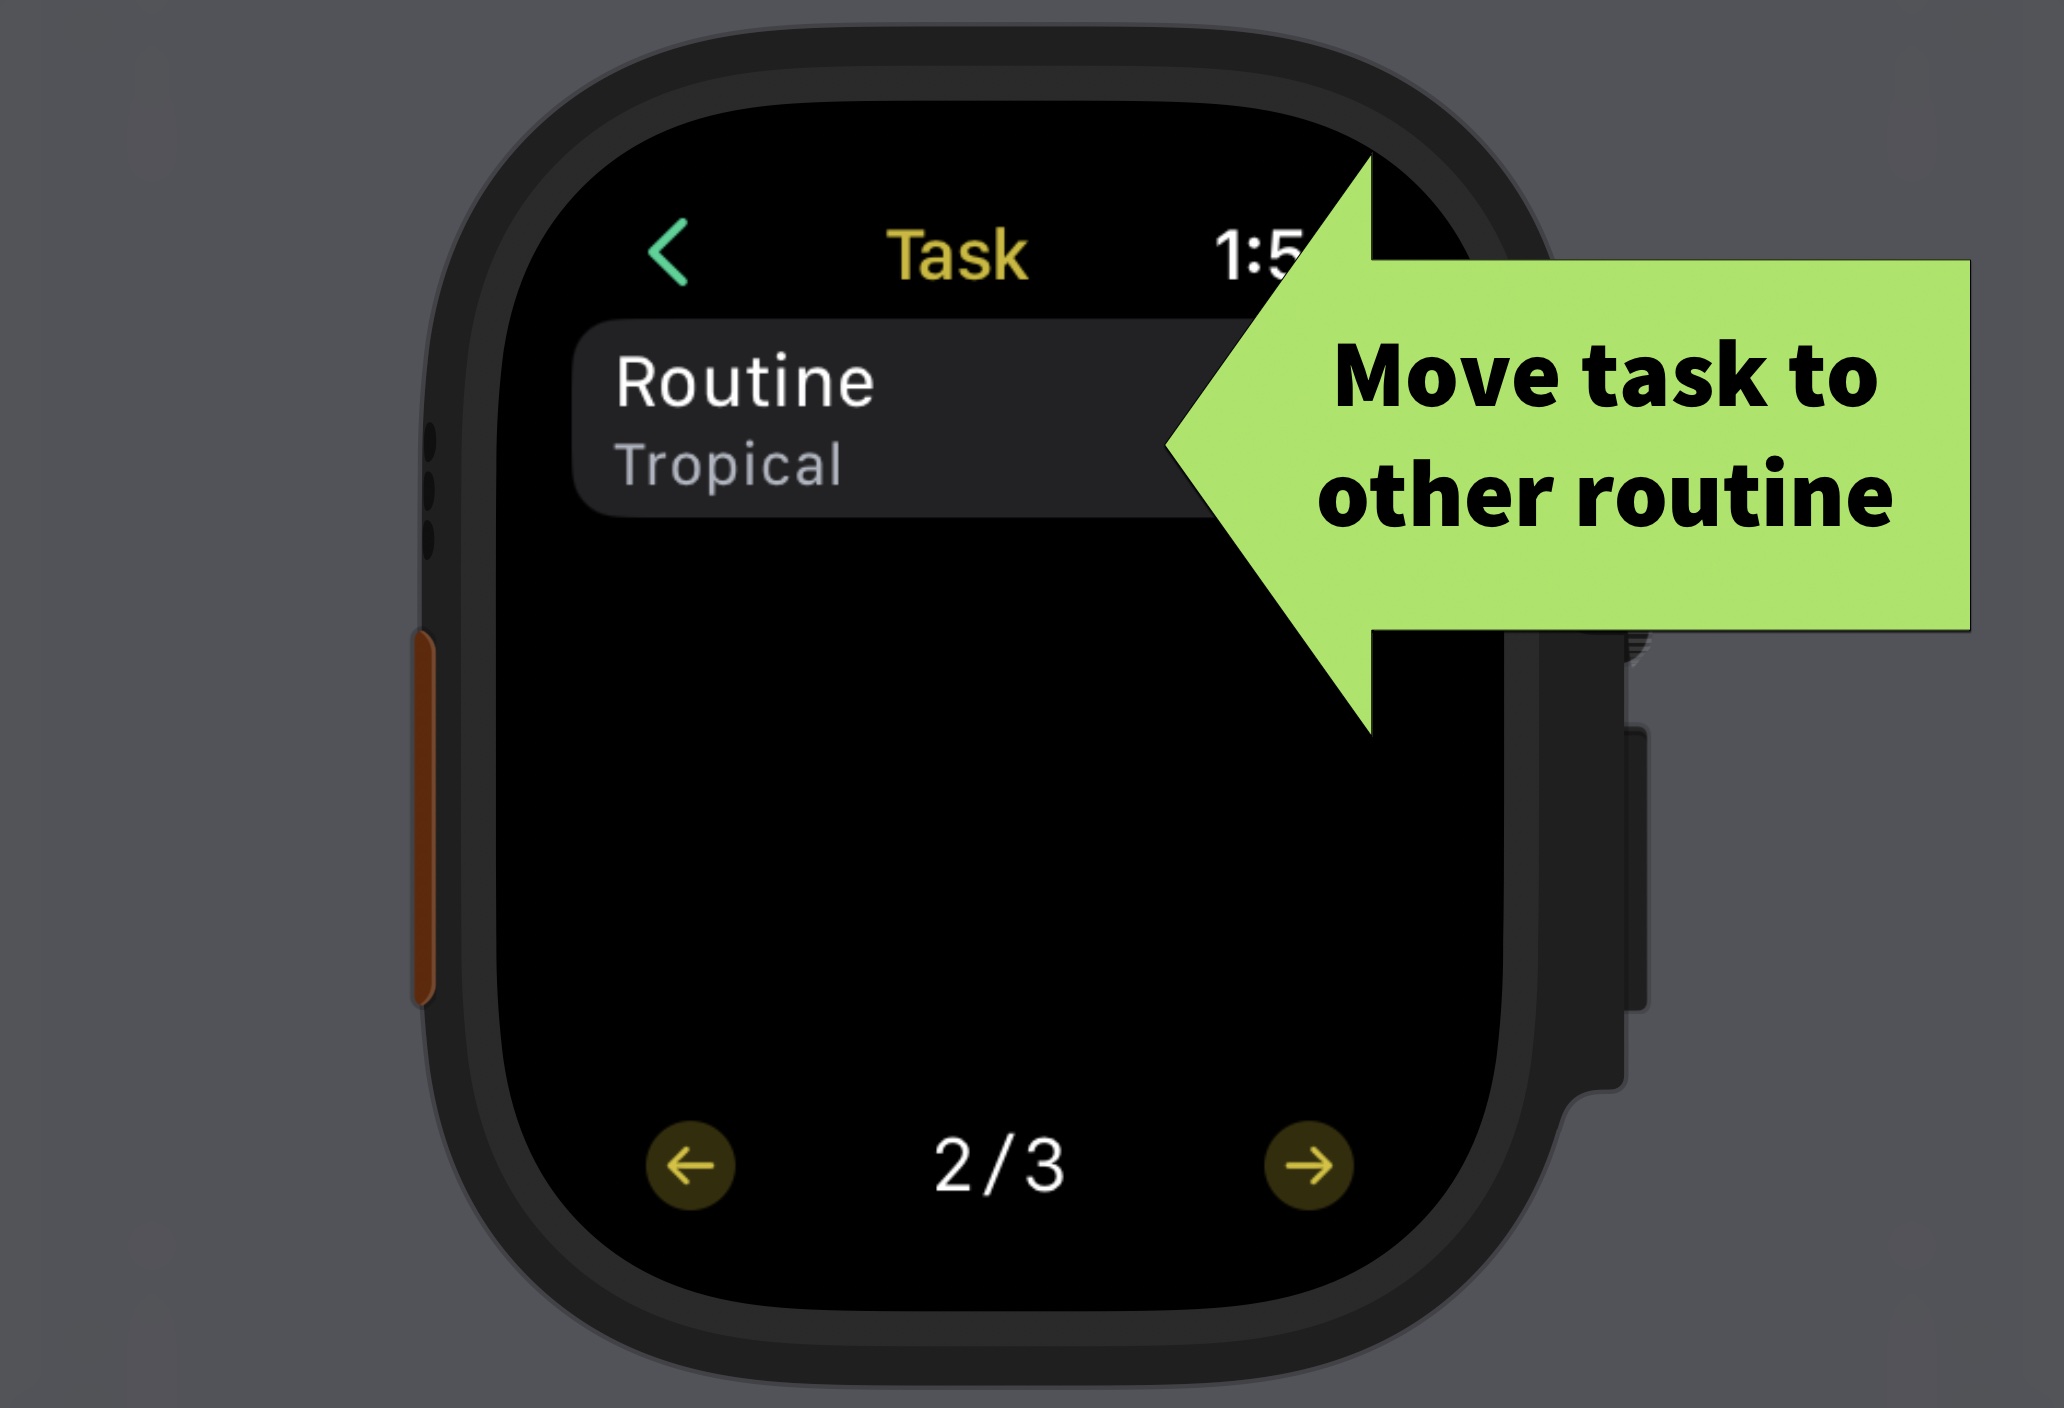 Task
Routine
Tropical
Move task to
other routine
2/3